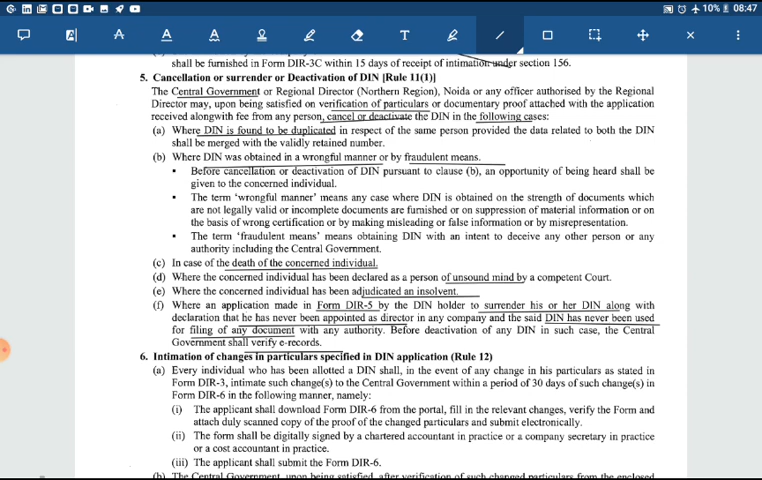 10% 08:47
shall be furnished in Form DIR-3C within 15 days of receipt of intimation under section 156.
5. Cancellation or surrender or Deactivation of DIN [Rule 11(1)]
The Central Government or Regional Director (Northern Region), Noida or any officer authorised by the Regional
Director may, upon being satisfied on verification of particulars or documentary proof attached with the application
received alongwith fee from any person, cancel or deactivate the DIN in the following cases:
(a) Where DIN is found to be duplicated in respect of the same person provided the data related to both the DIN
shall be merged with the validly retained number.
(b) Where DIN was obtained in a wrongful manner or by fraudulent means.
• Before cancellation or deactivation of DIN pursuant to clause (b), an opportunity of being heard shall be
given to the concerned individual.
• The term 'wrongful manner' means any case where DIN is obtained on the strength of documents which
are not legally valid or incomplete documents are furnished or on suppression of material information or on
the basis of wrong certification or by making misleading or false information or by misrepresentation.
• The term 'fraudulent means' means obtaining DIN with an intent to deceive any other person or any
authority including the Central Government.
(c) In case of the death of the concerned individual.
(d) Where the concerned individual has been declared as a person of unsound mind by a competent Court.
(e) Where the concerned individual has been adjudicated an insolvent.
(f) Where an application made in Form DIR-5 by the DIN holder to surrender his or her DIN along with
declaration that he has never been appointed as director in any company and the said DIN has never been used
for filing of any document with any authority. Before deactivation of any DIN in such case, the Central
Government shall verify e-records.
6. Intimation of changes in particulars specified in DIN application (Rule 12)
(a) Every individual who has been allotted a DIN shall, in the event of any change in his particulars as stated in
Form DIR-3, intimate such change(s) to the Central Government within a period of 30 days of such change(s) in
Form DIR-6 in the following manner, namely:
(i) The applicant shall download Form DIR-6 from the portal, fill in the relevant changes, verify the Form and
attach duly scanned copy of the proof of the changed particulars and submit electronically.
(ii) The form shall be digitally signed by a chartered accountant in practice or a company secretary in practice
or a cost accountant in practice.
(iii) The applicant shall submit the Form DIR-6.
(b) The Central Government, upon being satisfied, after verification of such changed particulars from the enclosed